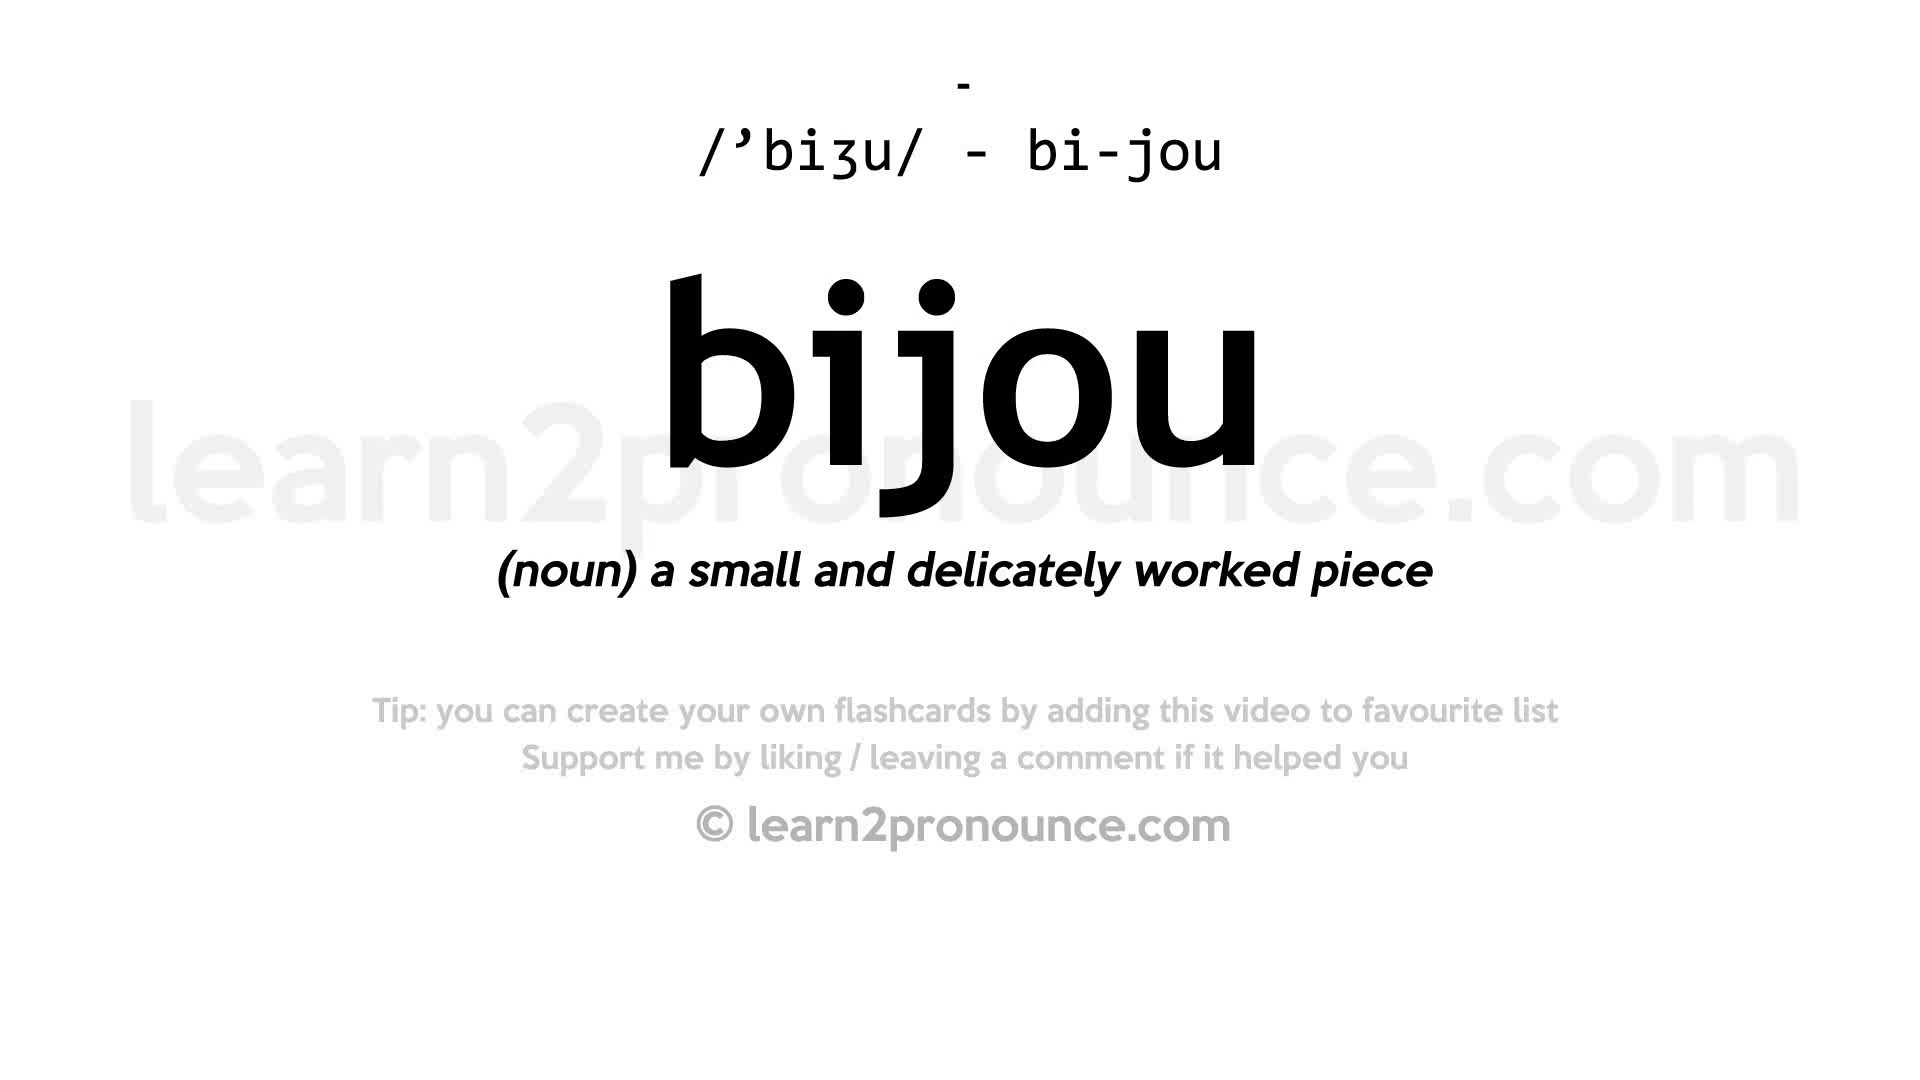 -
/’biʒu/ - bi-jou
bijou
learn2pronounce.com
(noun) a small and delicately worked piece
Tip: you can create your own flashcards by adding this video to favourite list
Support me by liking / leaving a comment if it helped you
© learn2pronounce.com